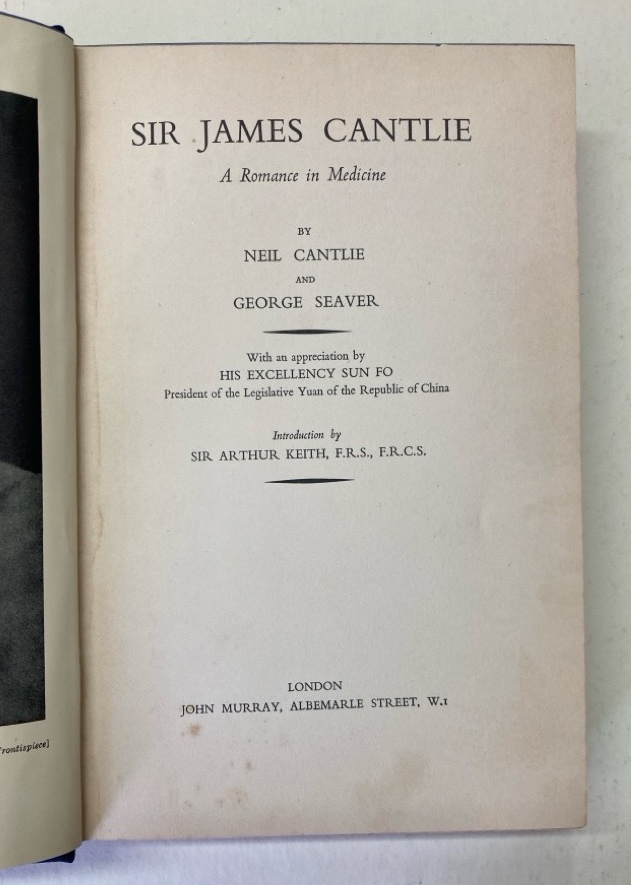 SIR JAMES CANTLIE
A Romance in Medicine
BY
NEIL CANTLIE
AND
GEORGE SEAVER
With an appreciation by
HIS EXCELLENCY SUN FO
President of the Legislative Yuan of the Republic of China
Introduction by
SIR ARTHUR KEITH, F.R.S., F.R.C.S.
LONDON
JOHN MURRAY, ALBEMARLE STREET, W.1
rontispiece]